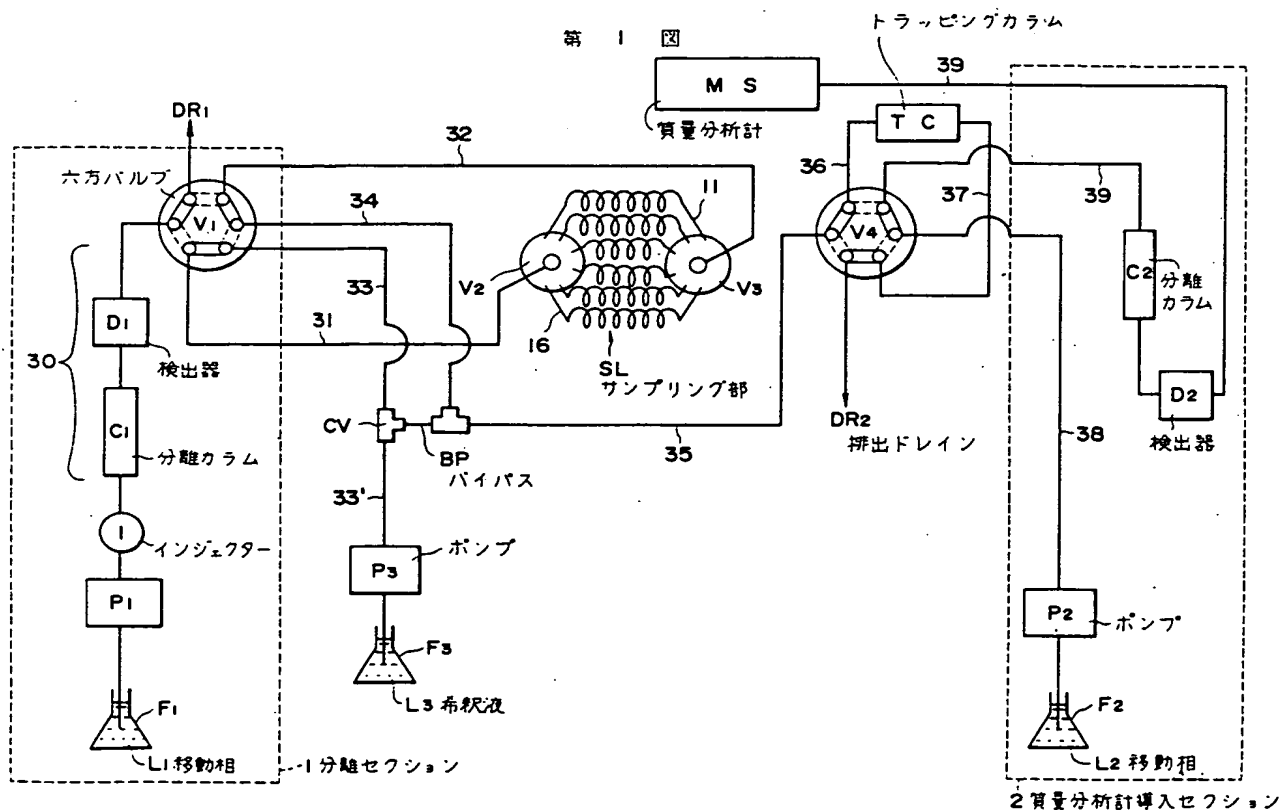 第 1 図
トラッピングカラム
M S
質量分析計
39
T C
DR1
32
36
37
39
六方バルブ
V1
34
11
V4
C2
分離カラム
V2
V3
33
31
16
SL
サンプリング部
30
D1
検出器
C1
分離カラム
CV
BP
バイパス
35
DR2
排出ドレイン
D2
検出器
38
33'
I
インジェクター
P1
P3
ポンプ
P2
ポンプ
F1
L1移動相
1分離セクション
F3
L3希釈液
F2
L2移動相
2質量分析計導入セクション